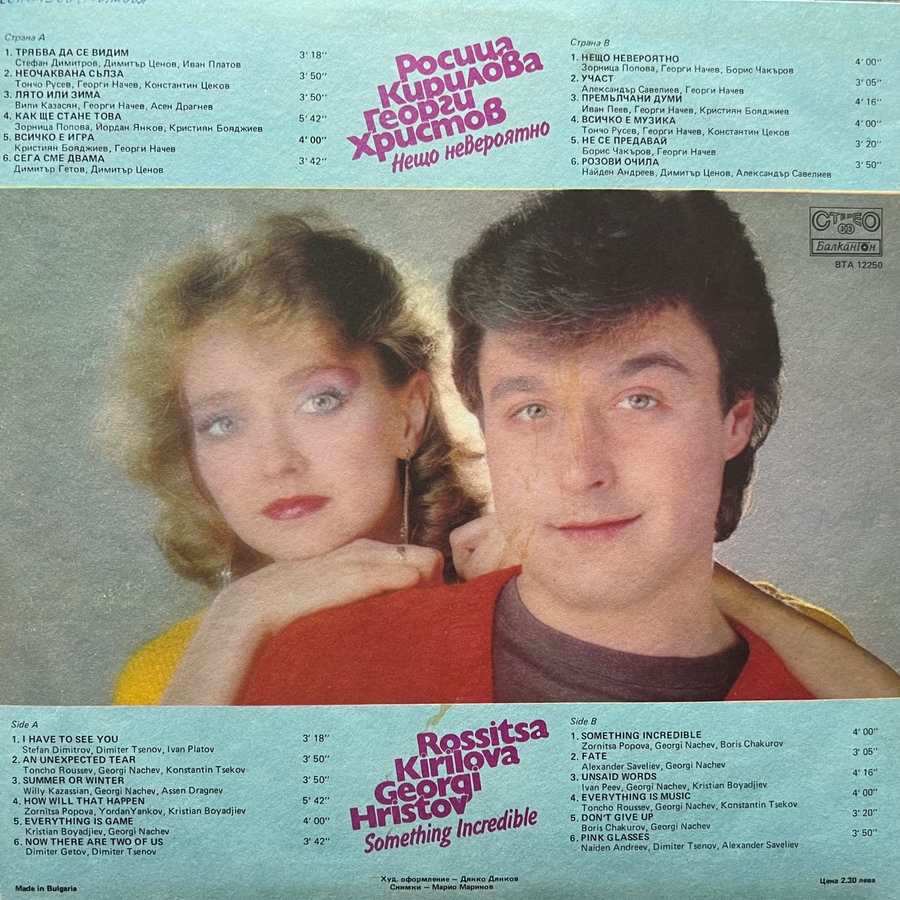 Страна А
1. ТРЯБВА ДА СЕ ВИДИМ 3' 18"
Стефан Димитров, Димитър Ценов, Иван Платов
2. НЕОЧАКВАНА СЪЛЗА 3' 50"
Тончо Русев, Георги Начев, Константин Цеков
3. ЛЯТО ИЛИ ЗИМА 3' 50"
Вили Казасян, Георги Начев, Асен Драгнев
4. КАК ЩЕ СТАНЕ ТОВА 5' 42"
Зорница Попова, Йордан Янков, Кристиян Бояджиев
5. ВСИЧКО Е ИГРА 4' 00"
Кристиян Бояджиев, Георги Начев
6. СЕГА СМЕ ДВАМА 3' 42"
Димитър Гетов, Димитър Ценов
Росица
Кирилова
Георги
Христов
Нещо невероятно
Страна В
1. НЕЩО НЕВЕРОЯТНО 4' 00"
Зорница Попова, Георги Начев, Борис Чакъров
2. УЧАСТ 3' 05"
Александър Савелиев, Георги Начев
3. ПРЕМЪЛЧАНИ ДУМИ 4' 16"
Иван Пеев, Георги Начев, Кристиян Бояджиев
4. ВСИЧКО Е МУЗИКА 4' 00"
Тончо Русев, Георги Начев, Константин Цеков
5. НЕ СЕ ПРЕДАВАЙ 3' 20"
Борис Чакъров, Георги Начев
6. РОЗОВИ ОЧИЛА 3' 50"
Найден Андреев, Димитър Ценов, Александър Савелиев
СТЕРЕО
33
Балкантон
ВТА 12250
Side A
1. I HAVE TO SEE YOU 3' 18"
Stefan Dimitrov, Dimiter Tsenov, Ivan Platov
2. AN UNEXPECTED TEAR 3' 50"
Toncho Roussev, Georgi Nachev, Konstantin Tsekov
3. SUMMER OR WINTER 3' 50"
Willy Kazassian, Georgi Nachev, Assen Dragnev
4. HOW WILL THAT HAPPEN 5' 42"
Zornitsa Popova, YordanYankov, Kristian Boyadjiev
5. EVERYTHING IS GAME 4' 00"
Kristian Boyadjiev, Georgi Nachev
6. NOW THERE ARE TWO OF US 3' 42"
Dimiter Getov, Dimiter Tsenov
Rossitsa
Kirilova
Georgi
Hristov
Something Incredible
Side B
1. SOMETHING INCREDIBLE 4' 00"
Zornitsa Popova, Georgi Nachev, Boris Chakurov
2. FATE 3' 05"
Alexander Saveliev, Georgi Nachev
3. UNSAID WORDS 4' 16"
Ivan Peev, Georgi Nachev, Kristian Boyadjiev
4. EVERYTHING IS MUSIC 4' 00"
Toncho Roussev, Georgi Nachev, Konstantin Tsekov
5. DON'T GIVE UP 3' 20"
Boris Chakurov, Georgi Nachev
6. PINK GLASSES 3' 50"
Naiden Andreev, Dimiter Tsenov, Alexander Saveliev
Made in Bulgaria
Худ. оформление – Дянко Дянков
Снимки – Марио Маринов
Цена 2.30 лева